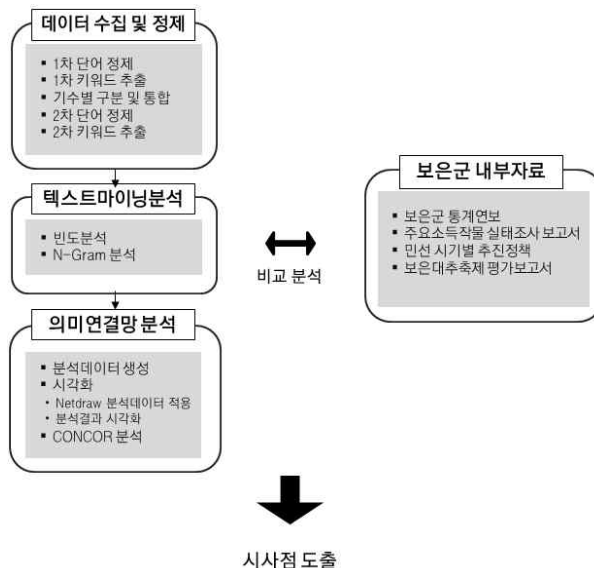 데이터 수집 및 정제
▪ 1차 단어 정제
▪ 1차 키워드 추출
▪ 기수별 구분 및 통합
▪ 2차 단어 정제
▪ 2차 키워드 추출
텍스트마이닝분석
▪ 빈도분석
▪ N-Gram 분석
의미연결망 분석
▪ 분석데이터 생성
▪ 시각화
• Netdraw 분석데이터 적용
• 분석결과 시각화
▪ CONCOR 분석
비교 분석
보은군 내부자료
▪ 보은군 통계연보
▪ 주요소득작물 실태조사 보고서
▪ 민선 시기별 추진정책
▪ 보은대추축제 평가보고서
시사점 도출